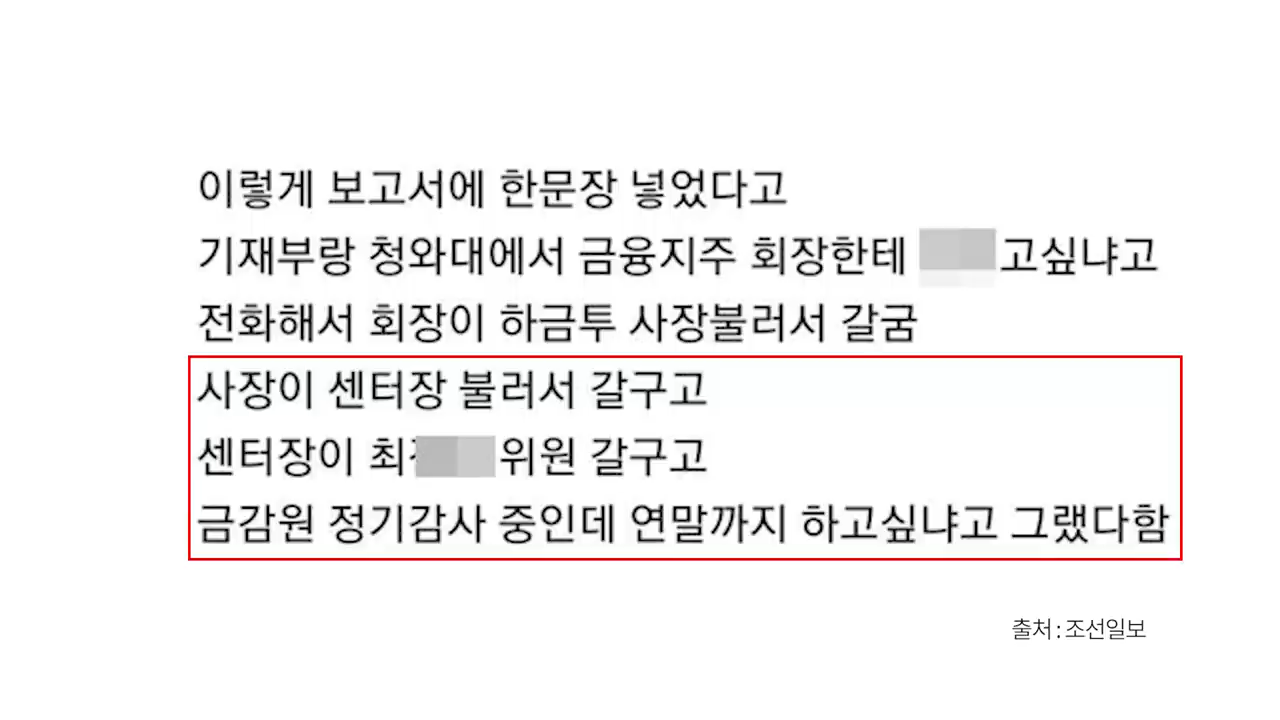 이렇게 보고서에 한문장 넣었다고
기재부랑 청와대에서 금융지주 회장한테 고싶냐고
전화해서 회장이 하금투 사장불러서 갈굼
사장이 센터장 불러서 갈구고
센터장이 최 위원 갈구고
금감원 정기감사 중인데 연말까지 하고싶냐고 그랬다함
출처 : 조선일보